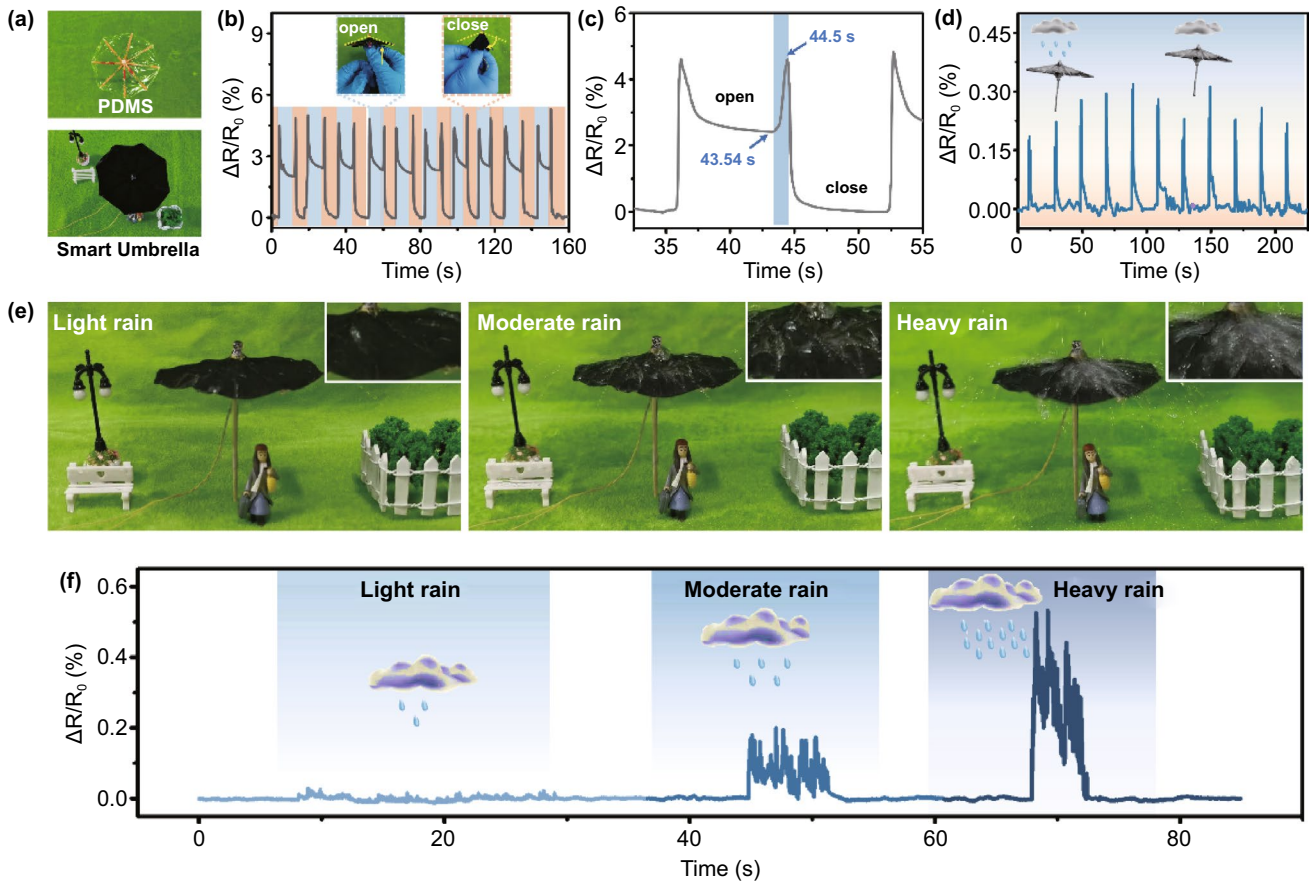 (a)
PDMS
Smart Umbrella
(b)
open
close
ΔR/R₀ (%)
9
6
3
0
0 20 40 60 80 100 120 140 160
Time (s)
(c)
6
4
2
0
ΔR/R₀ (%)
open
44.5 s
43.54 s
close
35 40 45 50 55
Time (s)
(d)
0.45
0.30
0.15
0.00
ΔR/R₀ (%)
0 50 100 150 200
Time (s)
(e)
Light rain
Moderate rain
Heavy rain
(f)
0.6
0.4
0.2
0.0
ΔR/R₀ (%)
Light rain
Moderate rain
Heavy rain
0 20 40 60 80
Time (s)